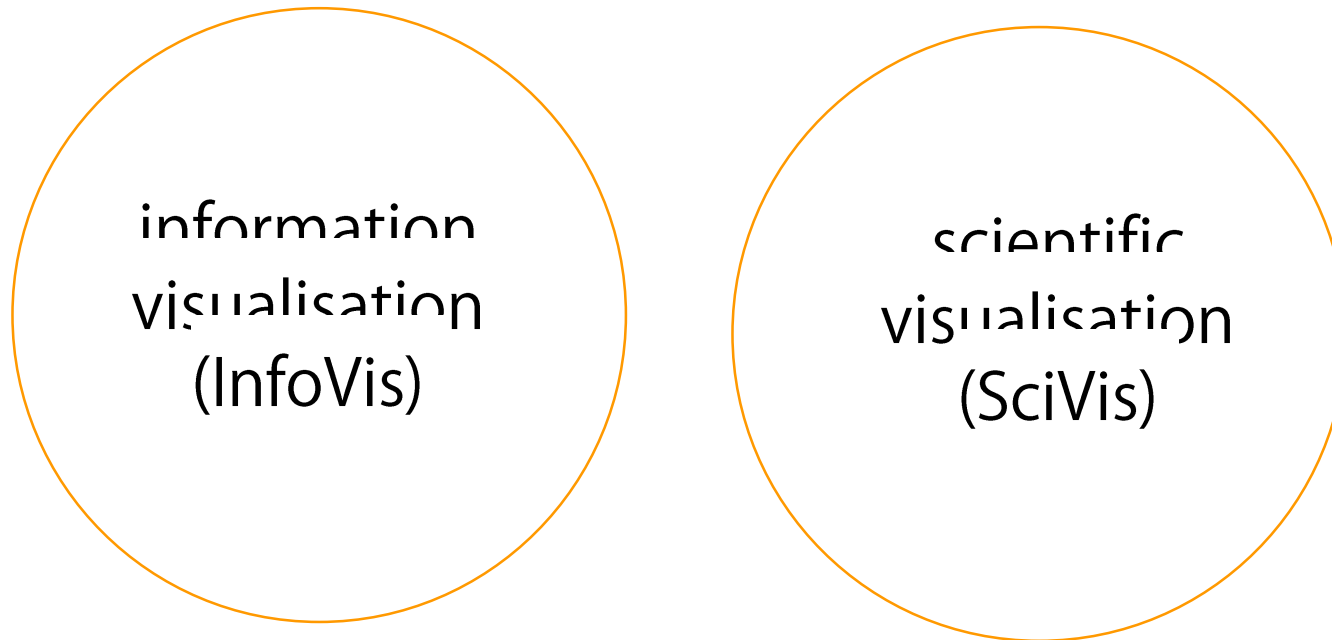 information
visualisation
(InfoVis)
scientific
visualisation
(SciVis)